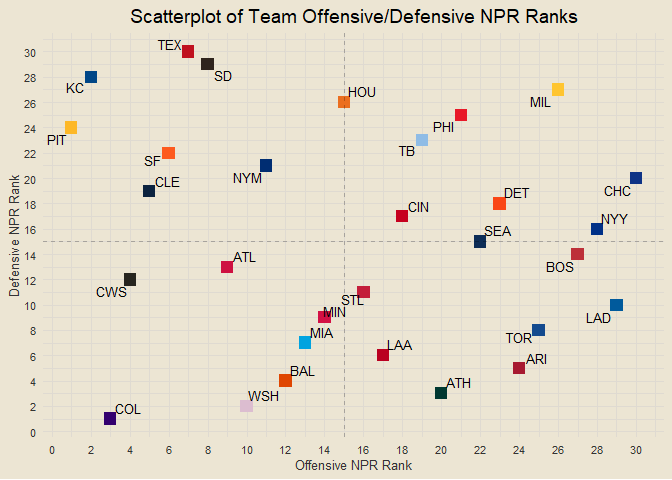 Scatterplot of Team Offensive/Defensive NPR Ranks
Defensive NPR Rank
30
28
26
24
22
20
18
16
14
12
10
8
6
4
2
0
TEX
SD
KC
HOU
MIL
PHI
PIT
TB
SF
NYM
CLE
CHC
DET
CIN
NYY
SEA
BOS
ATL
CWS
STL
MIN
LAD
MIA
TOR
LAA
ARI
BAL
ATH
WSH
COL
0 2 4 6 8 10 12 14 16 18 20 22 24 26 28 30
Offensive NPR Rank